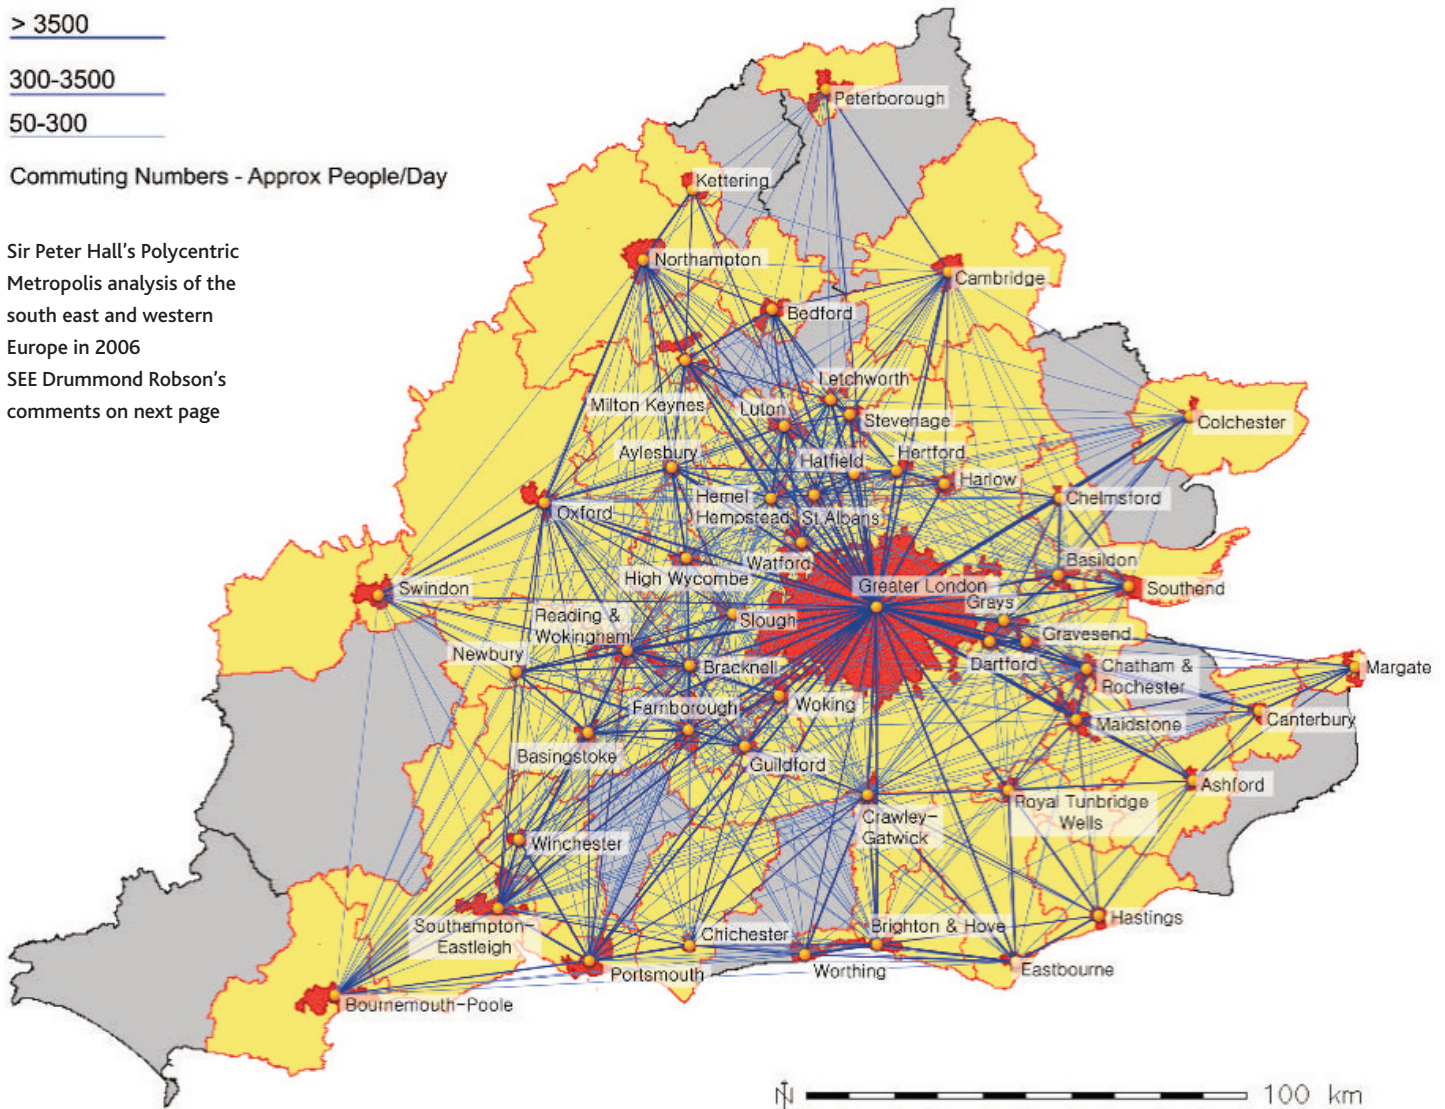 > 3500
300-3500
50-300
Commuting Numbers - Approx People/Day
Sir Peter Hall's Polycentric
Metropolis analysis of the
south east and western
Europe in 2006
SEE Drummond Robson's
comments on next page
Peterborough
Kettering
Northampton
Cambridge
Bedford
Letchworth
Milton Keynes
Luton
Stevenage
Colchester
Aylesbury
Hatfield
Hertford
Harlow
Hemel
Hempstead
St Albans
Chelmsford
Oxford
Watford
Basildon
High Wycombe
Greater London
Southend
Swindon
Grays
Reading &
Wokingham
Slough
Gravesend
Newbury
Bracknell
Dartford
Chatham &
Rochester
Margate
Farnborough
Woking
Maidstone
Canterbury
Basingstoke
Guildford
Ashford
Royal Tunbridge
Wells
Crawley-
Gatwick
Winchester
Southampton-
Eastleigh
Chichester
Brighton & Hove
Hastings
Portsmouth
Worthing
Eastbourne
Bournemouth-Poole
N
100 km